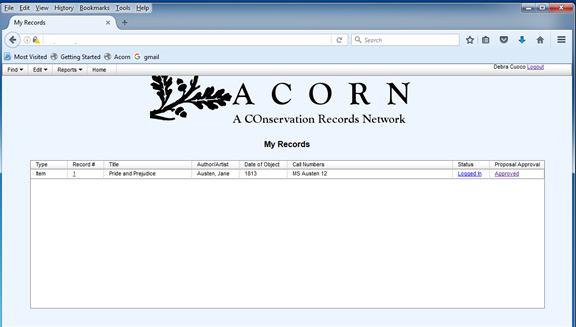 File Edit View History Bookmarks Tools Help
My Records
Search
Most Visited Getting Started Acorn gmail
Find Edit Reports Home Debra Cuoco Logout
ACORN
A COnservation Records Network
My Records
Type Record # Title Author/Artist Date of Object Call Numbers Status Proposal Approval
Item 1 Pride and Prejudice Austen, Jane 1813 MS Austen 12 Logged In Approved